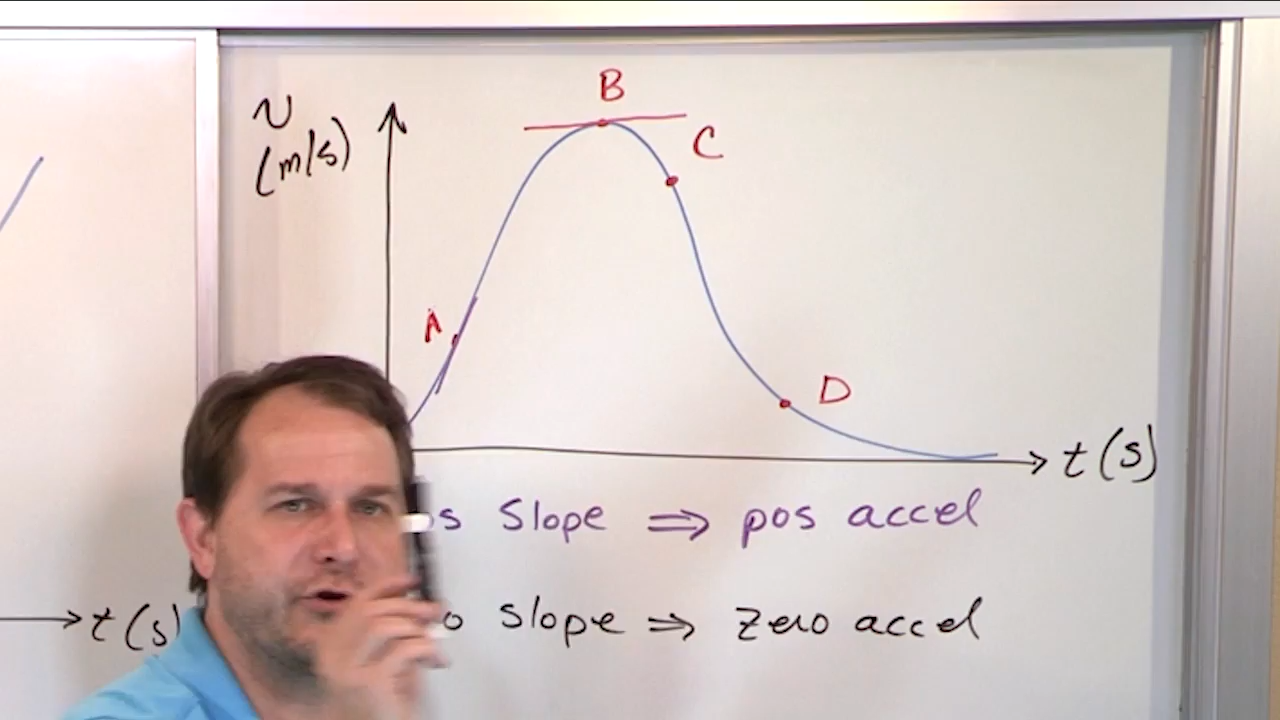 B
v
(m/s)
C
A
D
t(s)
slope ⇒ pos accel
t(s)
slope ⇒ zero accel